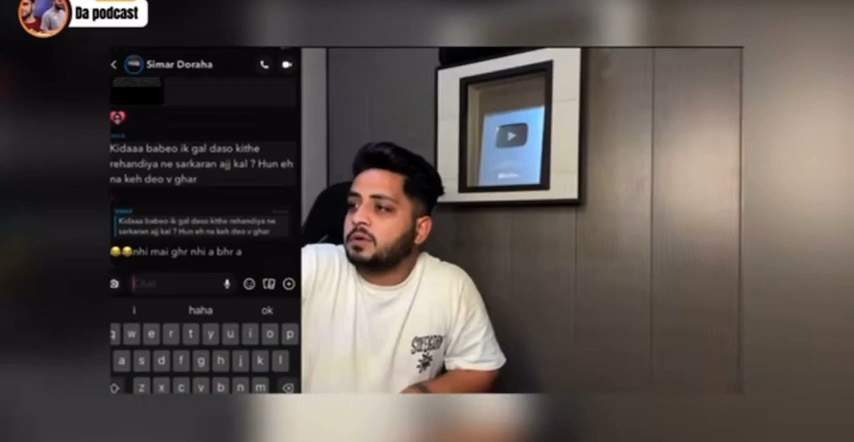 Da podcast
Simar Doraha
Kidaaa babeo ik gal daso kithe
rehandiya ne sarkaran ajj kal ? Hun eh
na keh deo v ghar
Kidaaa babeo ik gal daso kithe rehandiya ne
sarkaran ajj kal ? Hun eh na keh deo v ghar
😂😂nhi mai ghr nhi a bhr a
Chat
i haha ok
q w e r t y u i o p
a s d f g h j k l
z x c v b n m